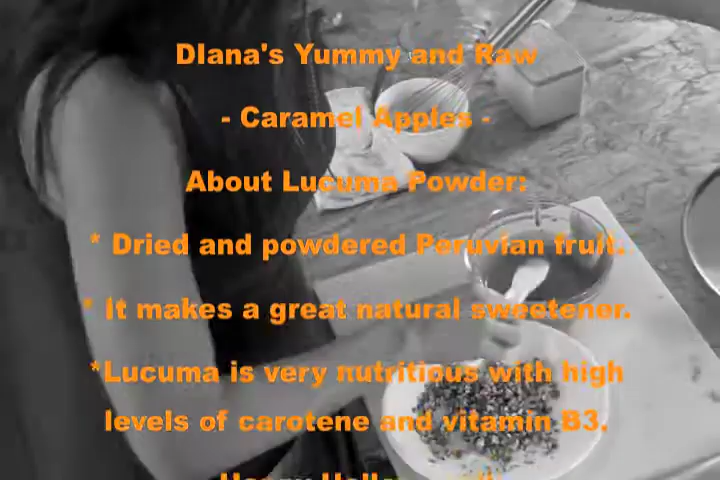 DIana's Yummy and Raw
- Caramel Apples -
About Lucuma Powder:
* Dried and powdered Peruvian fruit.
* It makes a great natural sweetener.
*Lucuma is very nutritious with high
levels of carotene and vitamin B3.